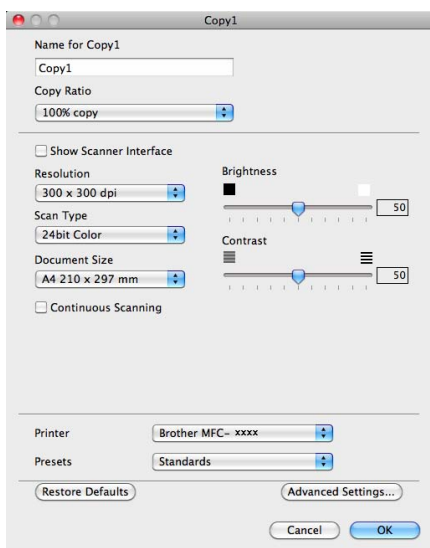 Copy1
Name for Copy1
Copy1
Copy Ratio
100% copy
Show Scanner Interface
Resolution
300 x 300 dpi
Scan Type
24bit Color
Document Size
A4 210 x 297 mm
Continuous Scanning
Brightness
50
Contrast
50
Printer
Brother MFC- xxxx
Presets
Standards
Restore Defaults
Advanced Settings...
Cancel
OK